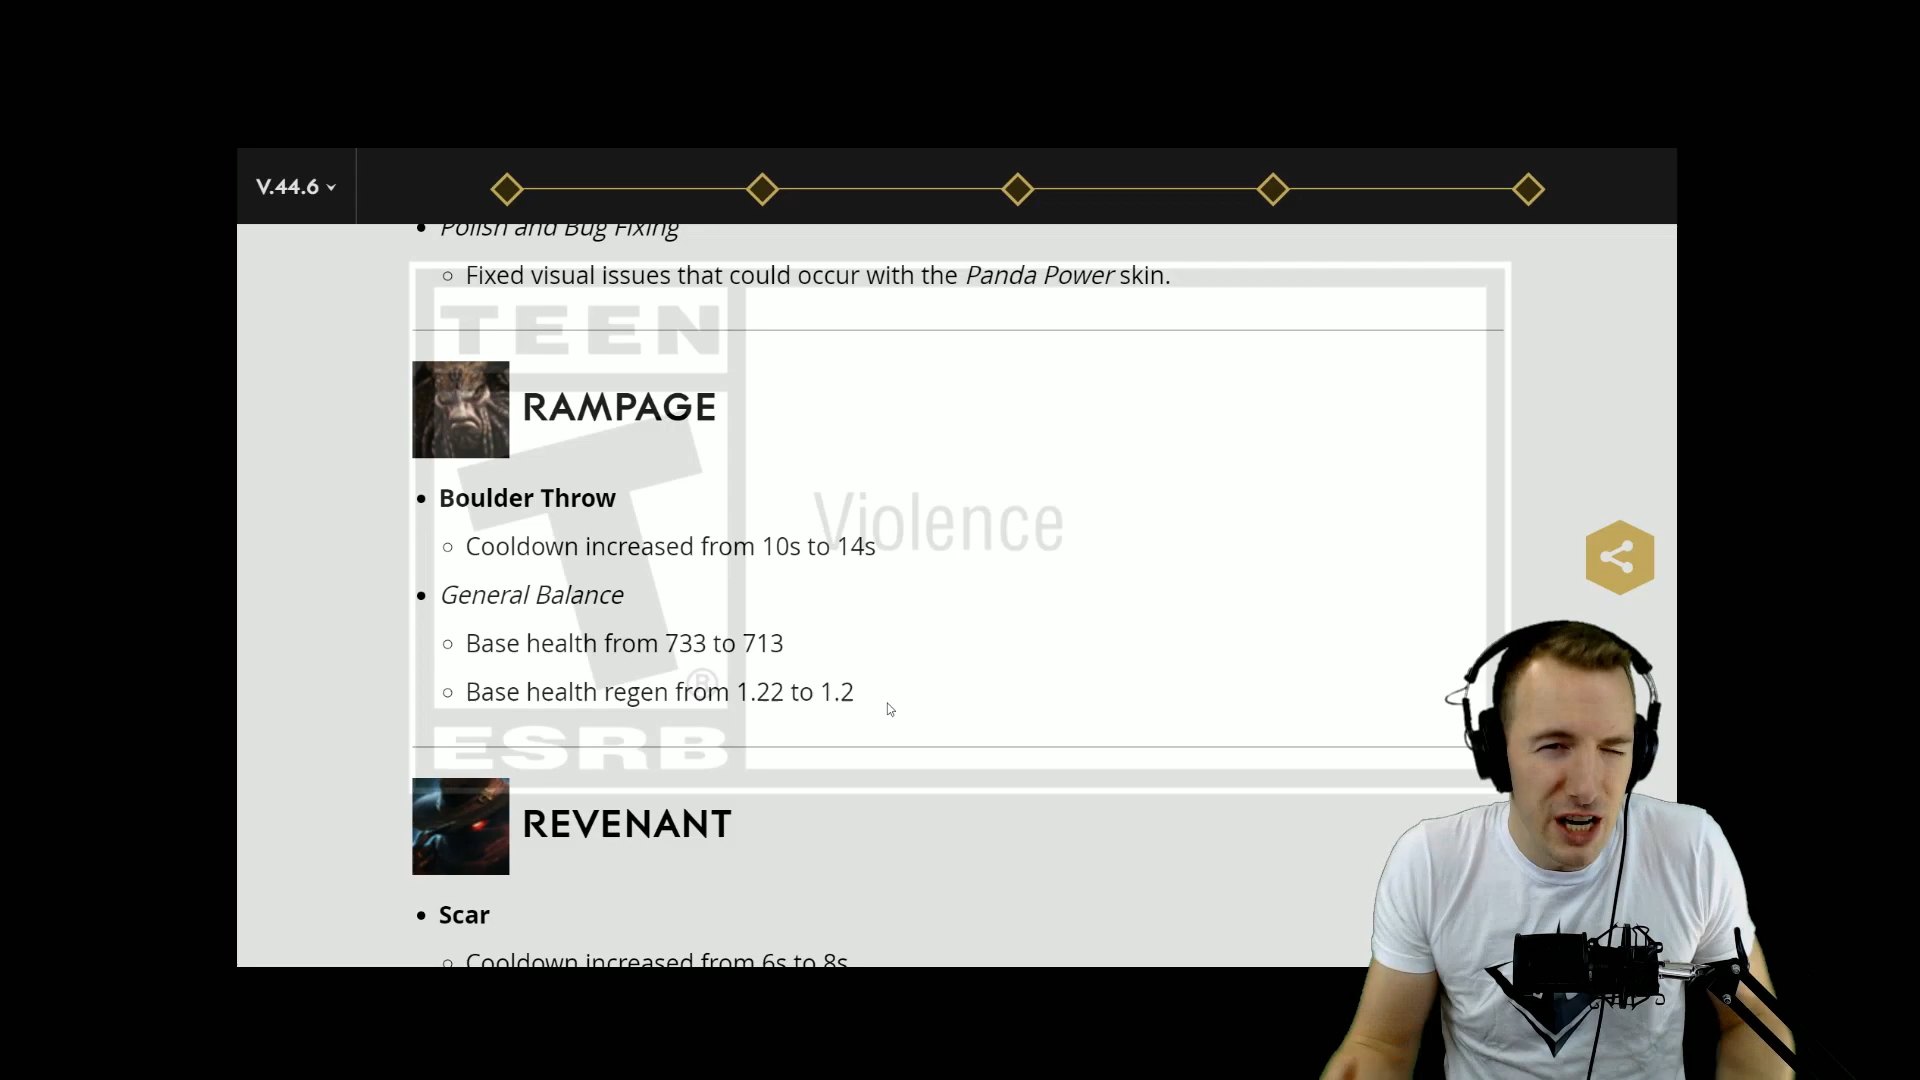 V.44.6
Polish and Bug Fixing
Fixed visual issues that could occur with the Panda Power skin.
TEEN
RAMPAGE
Boulder Throw
Violence
Cooldown increased from 10s to 14s
General Balance
Base health from 733 to 713
Base health regen from 1.22 to 1.2
ESRB
REVENANT
Scar
Cooldown increased from 6s to 8s